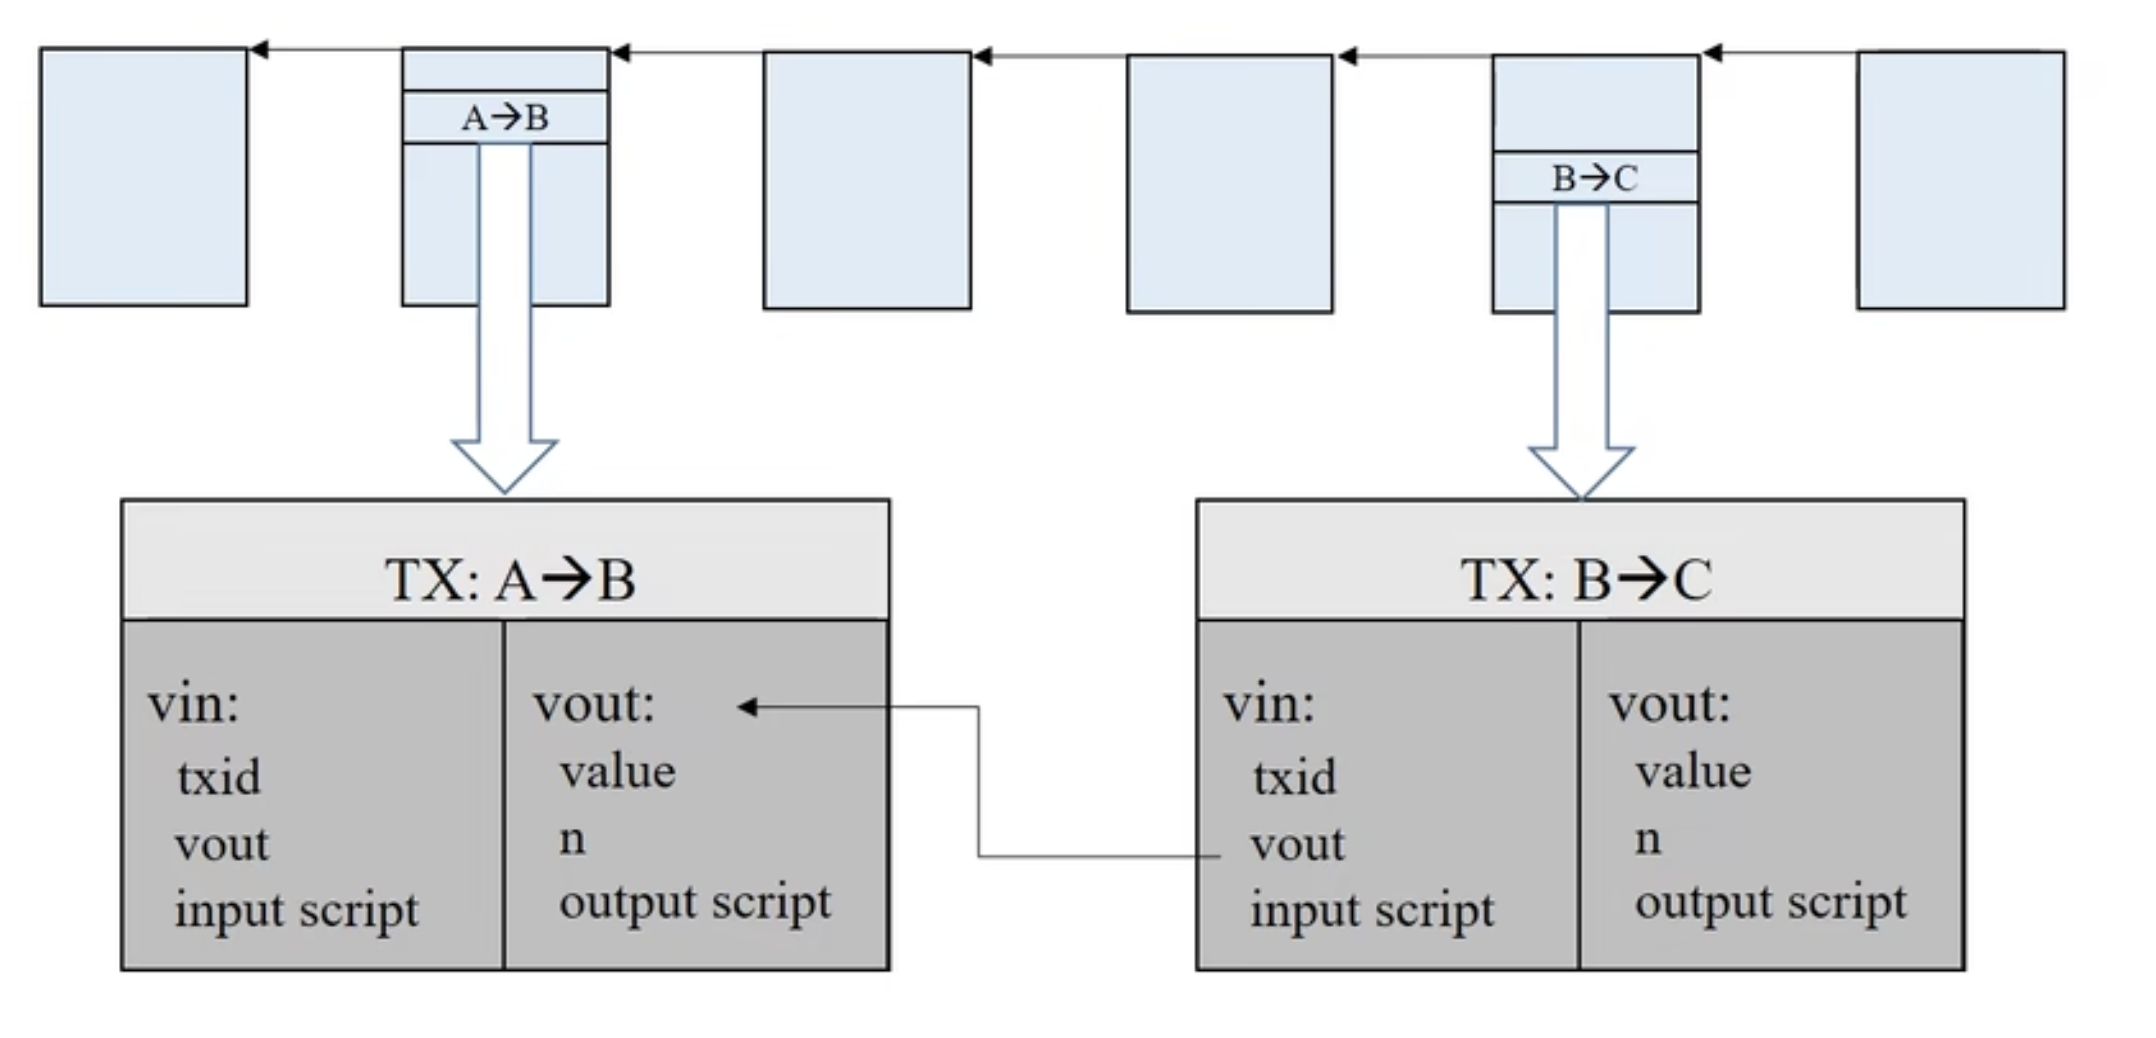 A→B
B→C
TX: A→B
vin:
txid
vout
input script
vout:
value
n
output script
TX: B→C
vin:
txid
vout
input script
vout:
value
n
output script